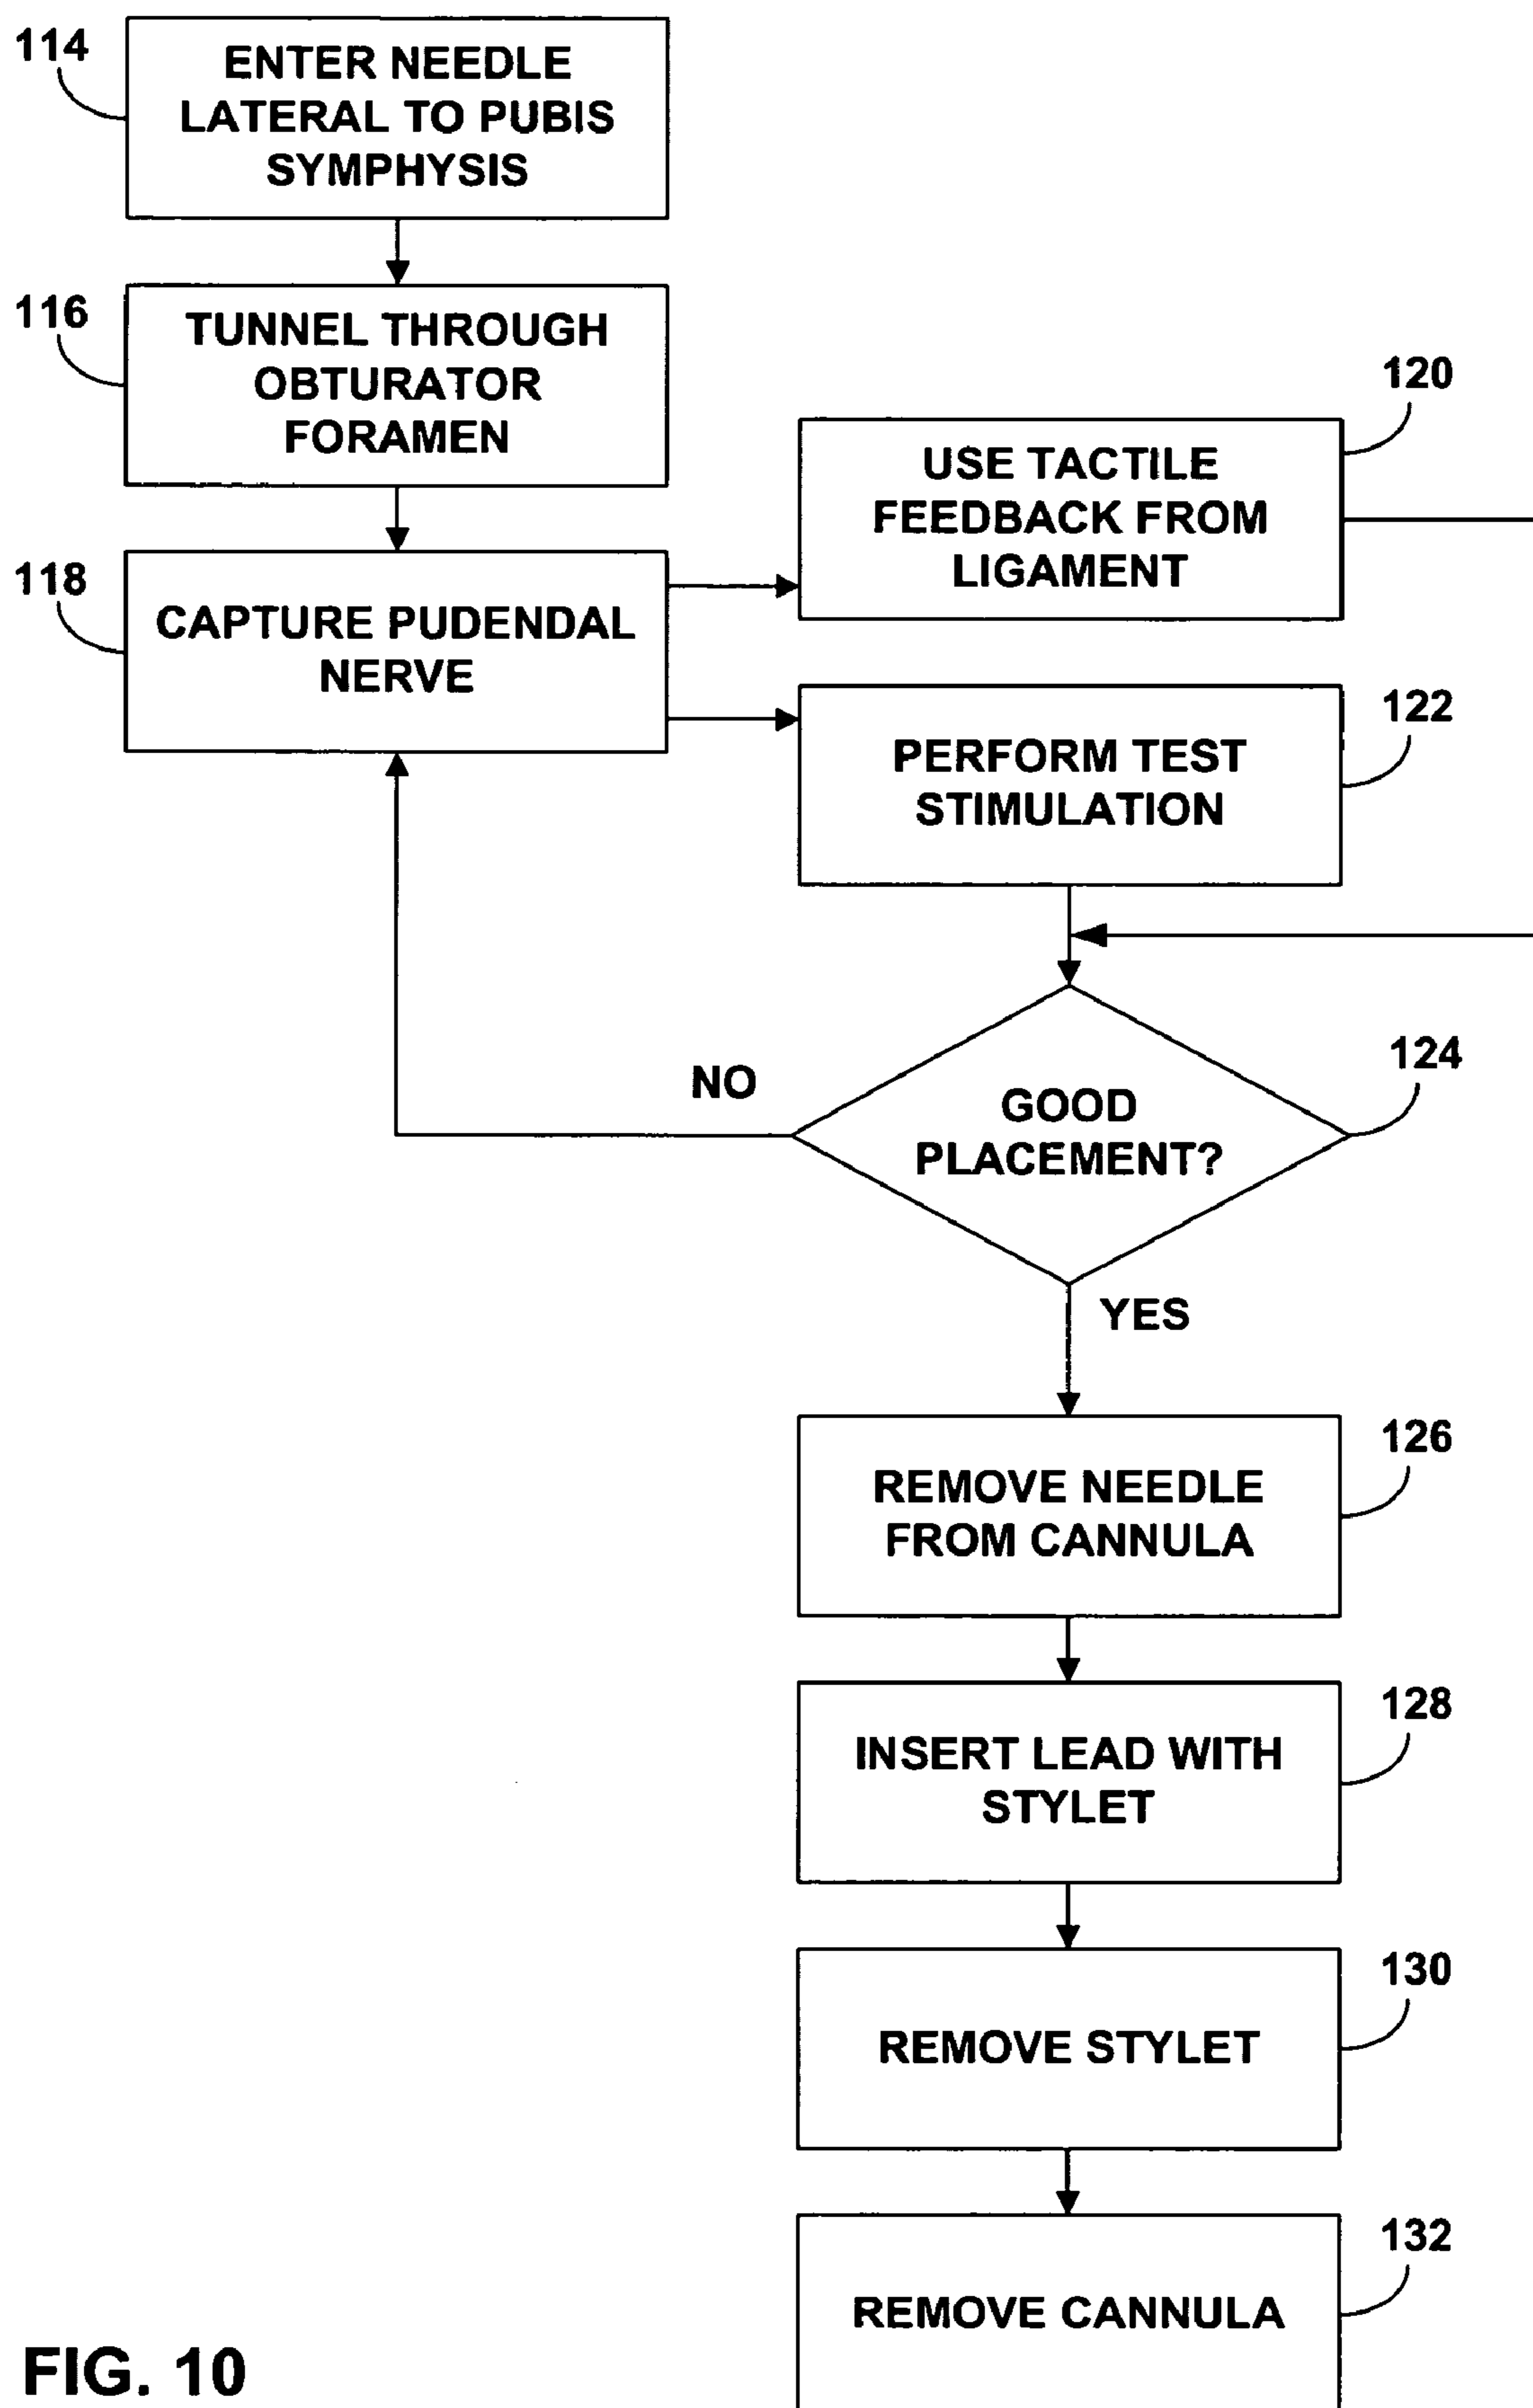 114
ENTER NEEDLE
LATERAL TO PUBIS
SYMPHYSIS
116
TUNNEL THROUGH
OBTURATOR
FORAMEN
118
CAPTURE PUDENDAL
NERVE
120
USE TACTILE
FEEDBACK FROM
LIGAMENT
122
PERFORM TEST
STIMULATION
124
GOOD
PLACEMENT?
NO
YES
126
REMOVE NEEDLE
FROM CANNULA
128
INSERT LEAD WITH
STYLET
130
REMOVE STYLET
132
REMOVE CANNULA
FIG. 10